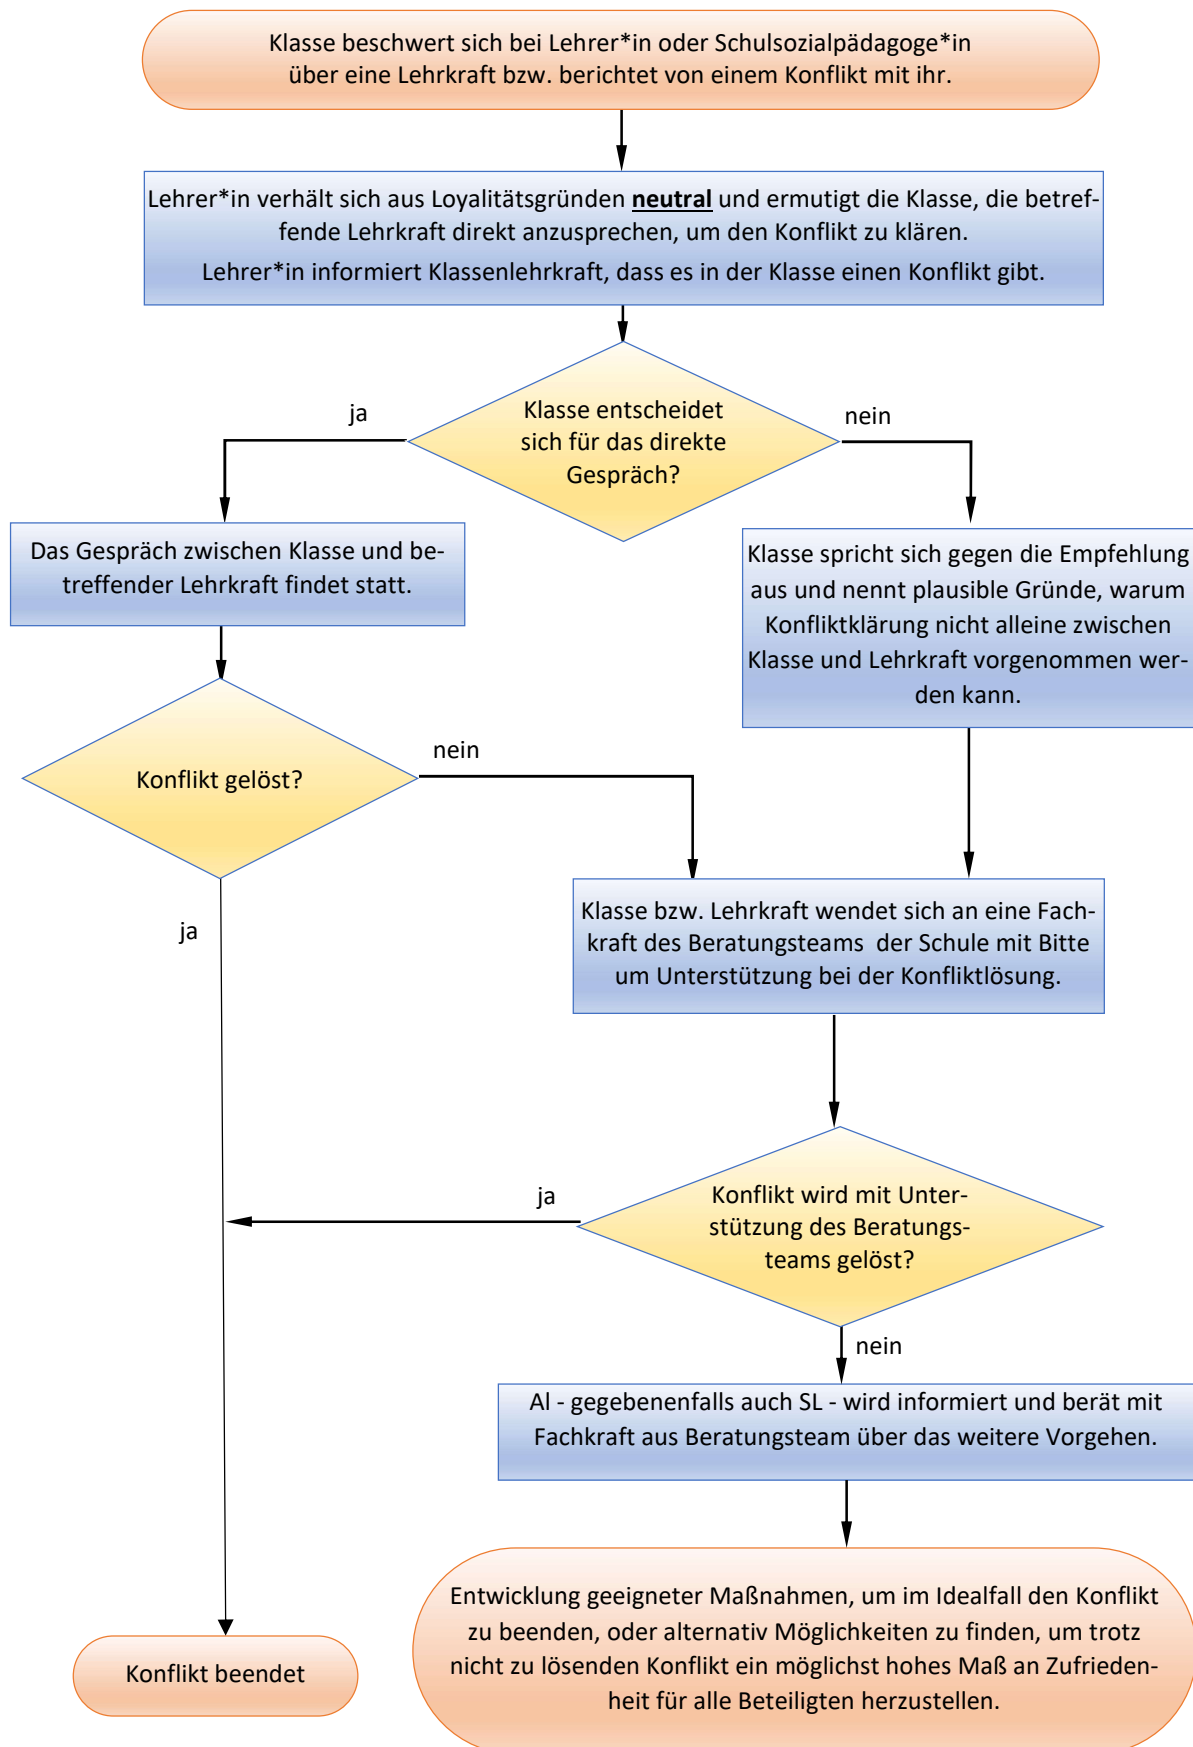 Klasse beschwert sich bei Lehrer*in oder Schulsozialpädagoge*in
über eine Lehrkraft bzw. berichtet von einem Konflikt mit ihr.
Lehrer*in verhält sich aus Loyalitätsgründen neutral und ermutigt die Klasse, die betref-
fende Lehrkraft direkt anzusprechen, um den Konflikt zu klären.
Lehrer*in informiert Klassenlehrkraft, dass es in der Klasse einen Konflikt gibt.
ja
Klasse entscheidet
sich für das direkte
Gespräch?
nein
Das Gespräch zwischen Klasse und be-
treffender Lehrkraft findet statt.
Klasse spricht sich gegen die Empfehlung
aus und nennt plausible Gründe, warum
Konfliktklärung nicht alleine zwischen
Klasse und Lehrkraft vorgenommen wer-
den kann.
Konflikt gelöst?
nein
ja
Klasse bzw. Lehrkraft wendet sich an eine Fach-
kraft des Beratungsteams  der Schule mit Bitte
um Unterstützung bei der Konfliktlösung.
ja
Konflikt wird mit Unter-
stützung des Beratungs-
teams gelöst?
nein
Al - gegebenenfalls auch SL - wird informiert und berät mit
Fachkraft aus Beratungsteam über das weitere Vorgehen.
Entwicklung geeigneter Maßnahmen, um im Idealfall den Konflikt
zu beenden, oder alternativ Möglichkeiten zu finden, um trotz
nicht zu lösenden Konflikt ein möglichst hohes Maß an Zufrieden-
heit für alle Beteiligten herzustellen.
Konflikt beendet